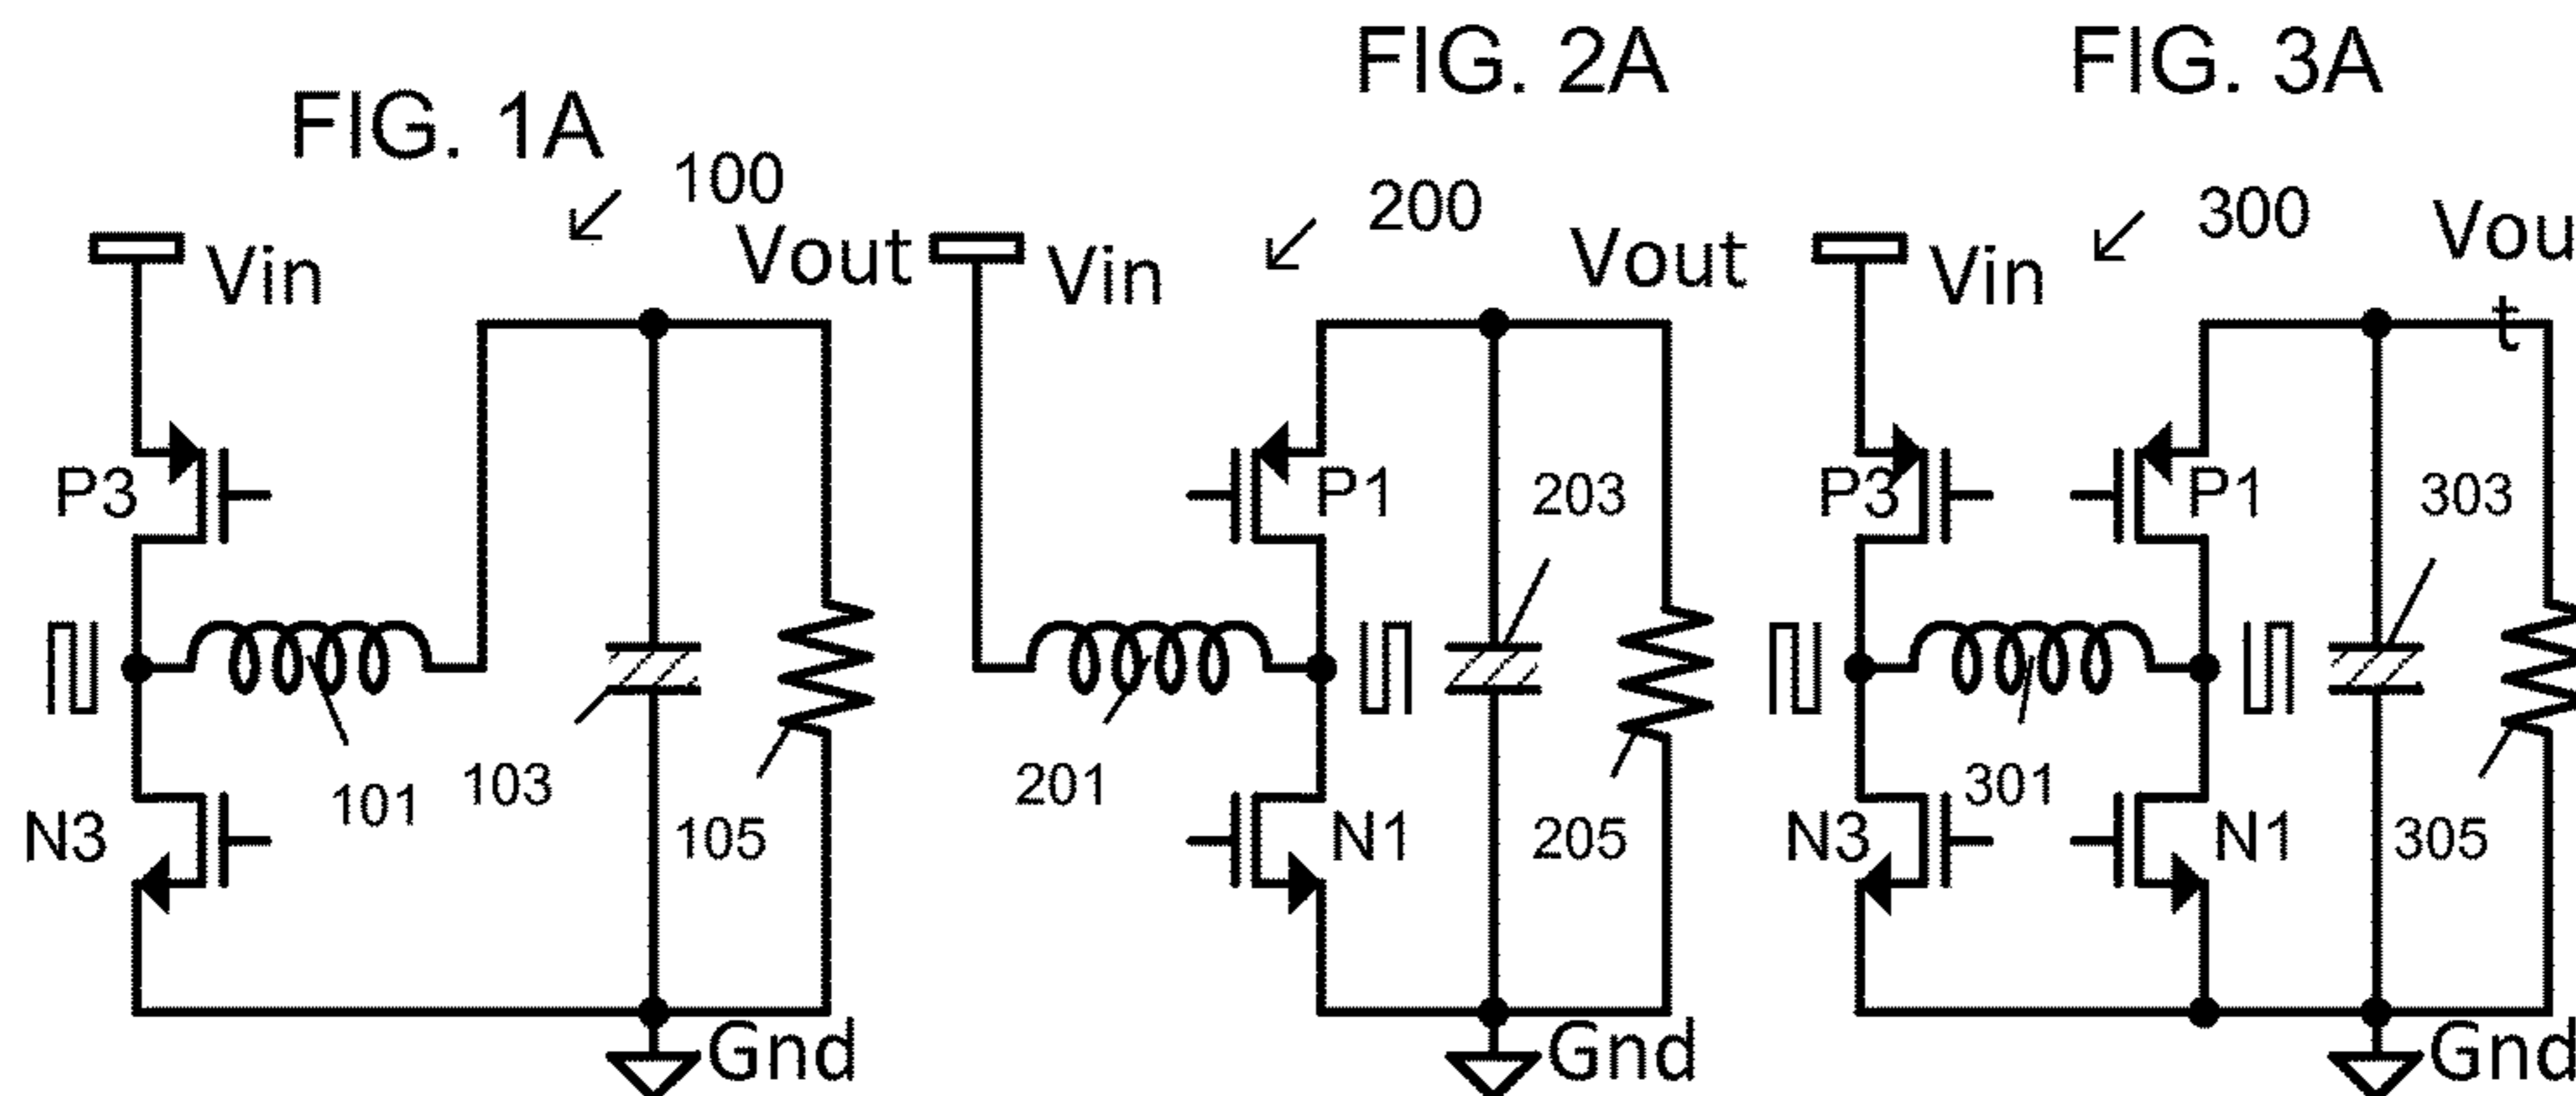 FIG. 1A
100
Vin
Vout
P3
N3
101
103
105
Gnd
FIG. 2A
200
Vin
Vout
P1
203
201
N1
205
Gnd
FIG. 3A
300
Vin
Vou
t
P3
P1
303
N3
301
N1
305
Gnd